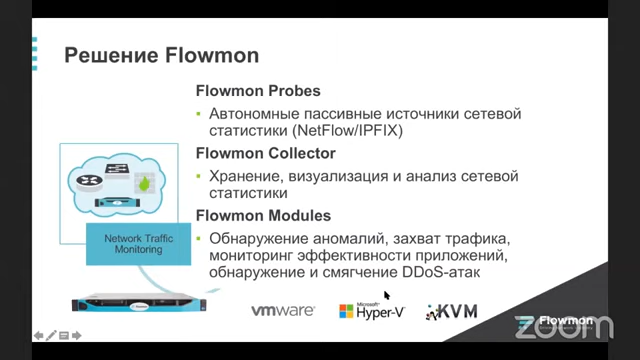 Решение Flowmon
Flowmon Probes
Автономные пассивные источники сетевой
статистики (NetFlow/IPFIX)
Flowmon Collector
Хранение, визуализация и анализ сетевой
статистики
Flowmon Modules
Обнаружение аномалий, захват трафика,
мониторинг эффективности приложений,
обнаружение и смягчение DDoS-атак
Network Traffic
Monitoring
vmware
Microsoft
Hyper-V
KVM
Flowmon
zoom